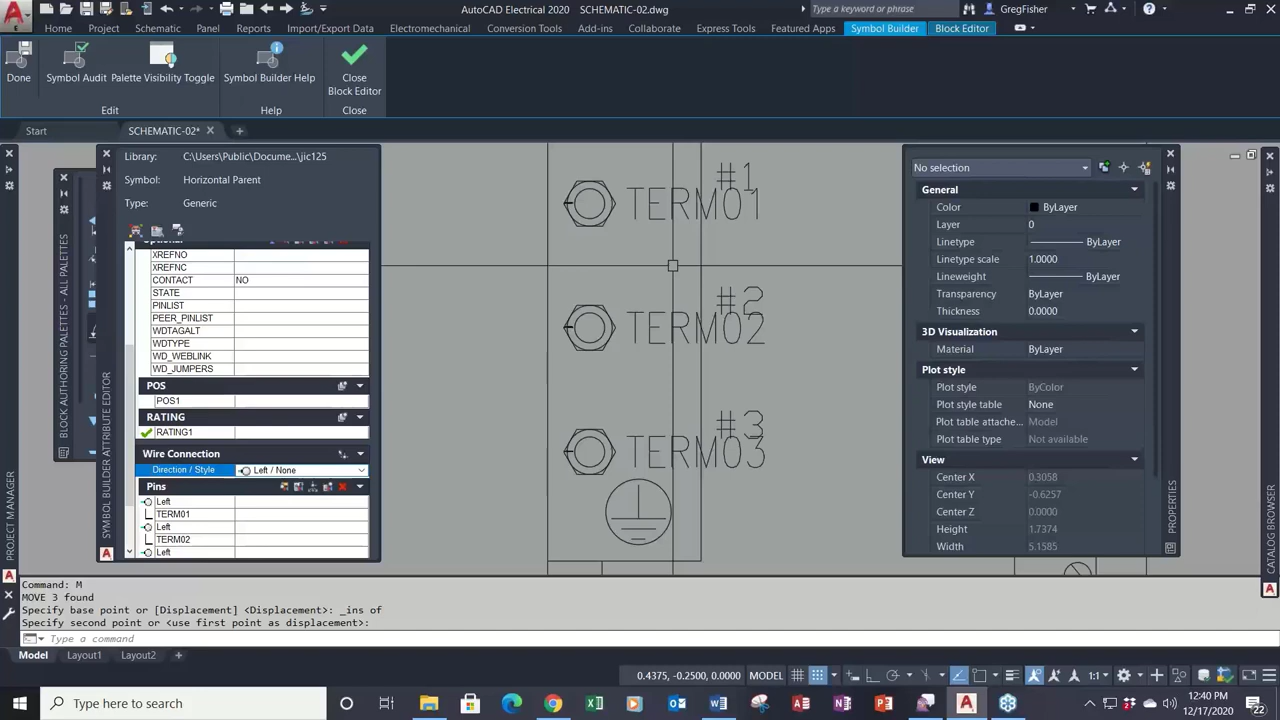 AutoCAD Electrical 2020 SCHEMATIC-02.dwg
Type a keyword or phrase
GregFisher
Home Project Schematic Panel Reports Import/Export Data Electromechanical Conversion Tools Add-ins Collaborate Express Tools Featured Apps Symbol Builder Block Editor
Done
Symbol Audit
Palette Visibility Toggle
Symbol Builder Help
Close
Block Editor
Edit
Help
Close
Start
SCHEMATIC-02*
Library: C:\Users\Public\Docume...\jic125
Symbol: Horizontal Parent
Type: Generic
Optional
XREFNO
XREFNC
CONTACT NO
STATE
PINLIST
PEER_PINLIST
WDTAGALT
WDTYPE
WD_WEBLINK
WD_JUMPERS
POS
POS1
RATING
RATING1
Wire Connection
Direction / Style Left / None
Pins
Left
TERM01
Left
TERM02
Left
PROJECT MANAGER
BLOCK AUTHORING PALETTES - ALL PALETTES
SYMBOL BUILDER ATTRIBUTE EDITOR
#1
TERM01
#2
TERM02
#3
TERM03
No selection
General
Color ByLayer
Layer 0
Linetype ByLayer
Linetype scale 1.0000
Lineweight ByLayer
Transparency ByLayer
Thickness 0.0000
3D Visualization
Material ByLayer
Plot style
Plot style ByColor
Plot style table None
Plot table attache... Model
Plot table type Not available
View
Center X 0.3058
Center Y -0.6257
Center Z 0.0000
Height 1.7374
Width 5.1585
PROPERTIES
CATALOG BROWSER
Command: M
MOVE 3 found
Specify base point or [Displacement] <Displacement>: _ins of
Specify second point or <use first point as displacement>:
Type a command
Model Layout1 Layout2
0.4375, -0.2500, 0.0000 MODEL
1:1
Type here to search
12:40 PM
12/17/2020
22